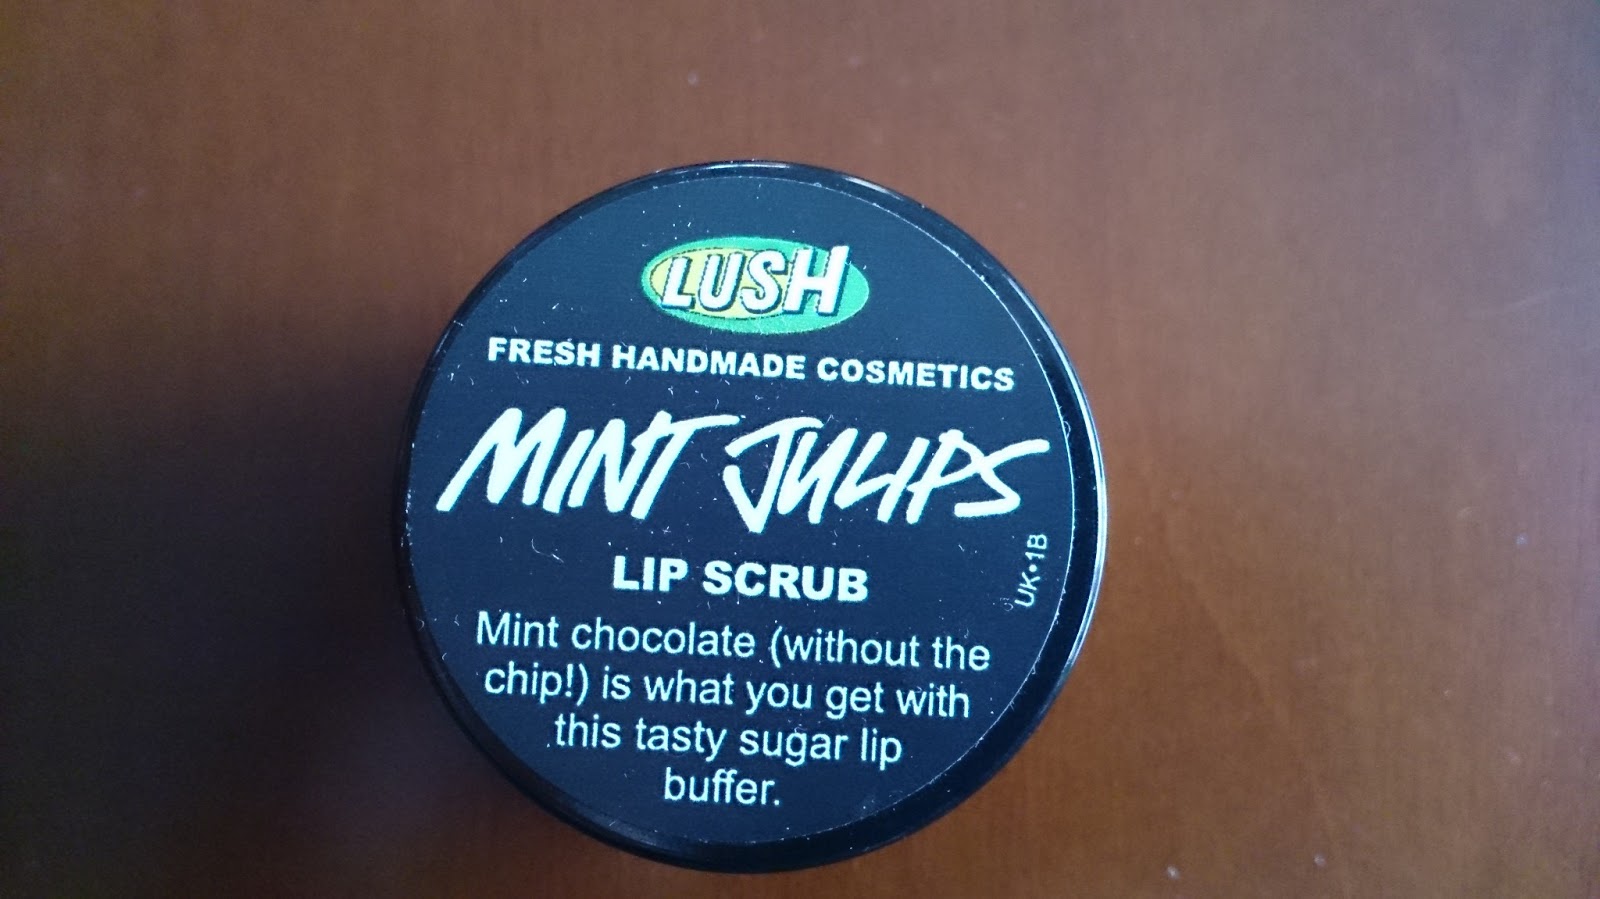 LUSH
FRESH HANDMADE COSMETICS
MINT JULIPS
LIP SCRUB
UK•1B
Mint chocolate (without the
chip!) is what you get with
this tasty sugar lip
buffer.